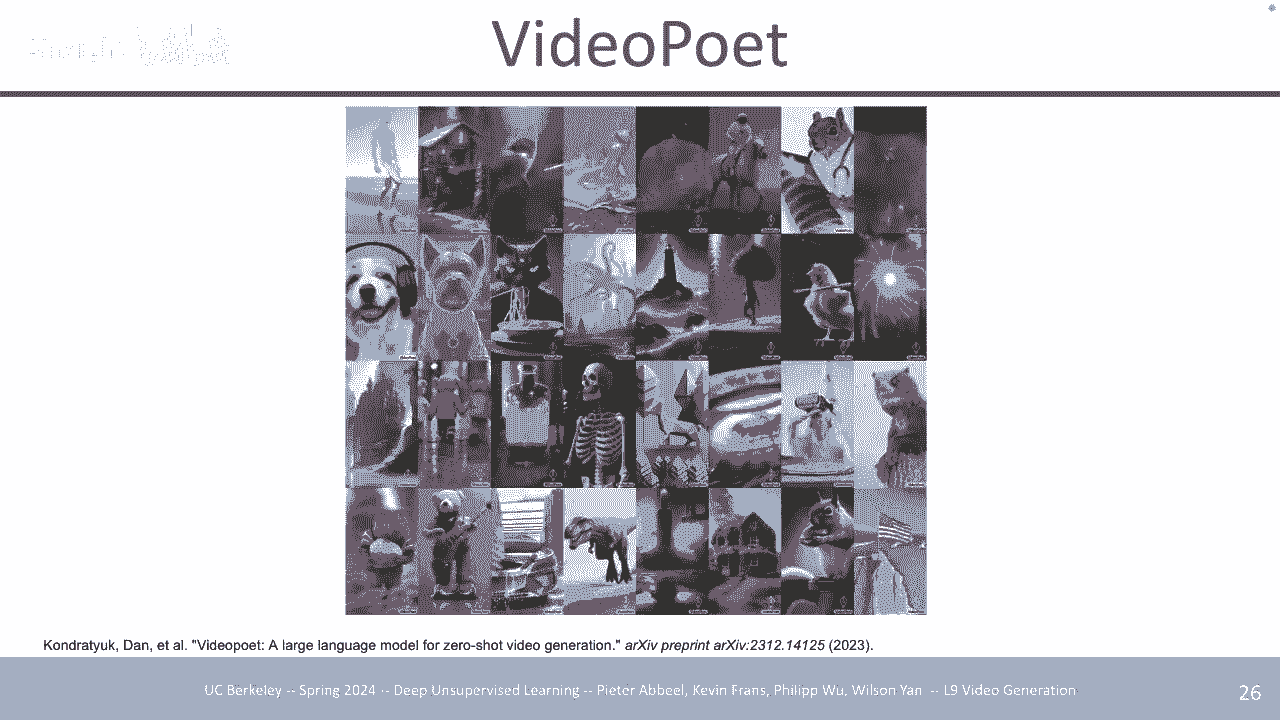 VideoPoet
Kondratyuk, Dan, et al. "Videopoet: A large language model for zero-shot video generation." arXiv preprint arXiv:2312.14125 (2023).
UC Berkeley -- Spring 2024 -- Deep Unsupervised Learning -- Pieter Abbeel, Kevin Frans, Philipp Wu, Wilson Yan -- L9 Video Generation
26